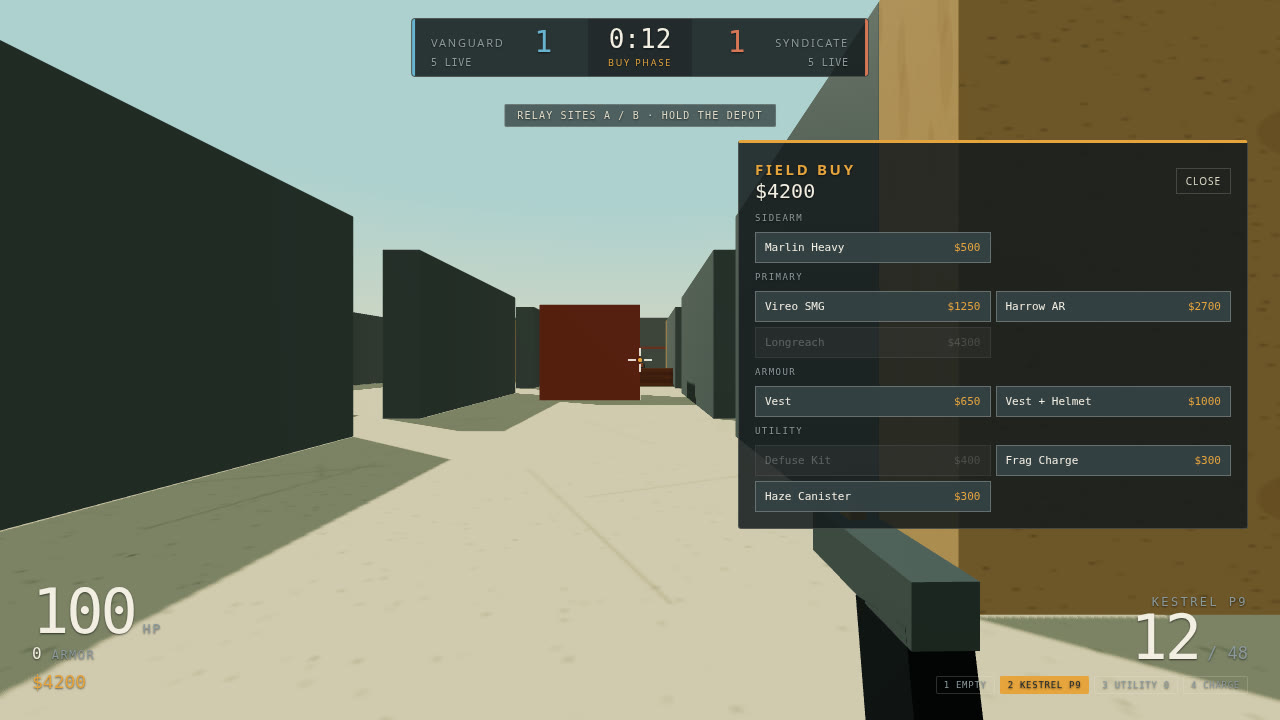 VANGUARD 1 0:12 1 SYNDICATE
5 LIVE BUY PHASE 5 LIVE
RELAY SITES A / B · HOLD THE DEPOT
FIELD BUY
$4200
CLOSE
SIDEARM
Marlin Heavy $500
PRIMARY
Vireo SMG $1250 Harrow AR $2700
Longreach $4300
ARMOUR
Vest $650 Vest + Helmet $1000
UTILITY
Defuse Kit $400 Frag Charge $300
Haze Canister $300
100 HP
0 ARMOR
$4200
KESTREL P9
12 / 48
1 EMPTY 2 KESTREL P9 3 UTILITY 0 4 CHARGE